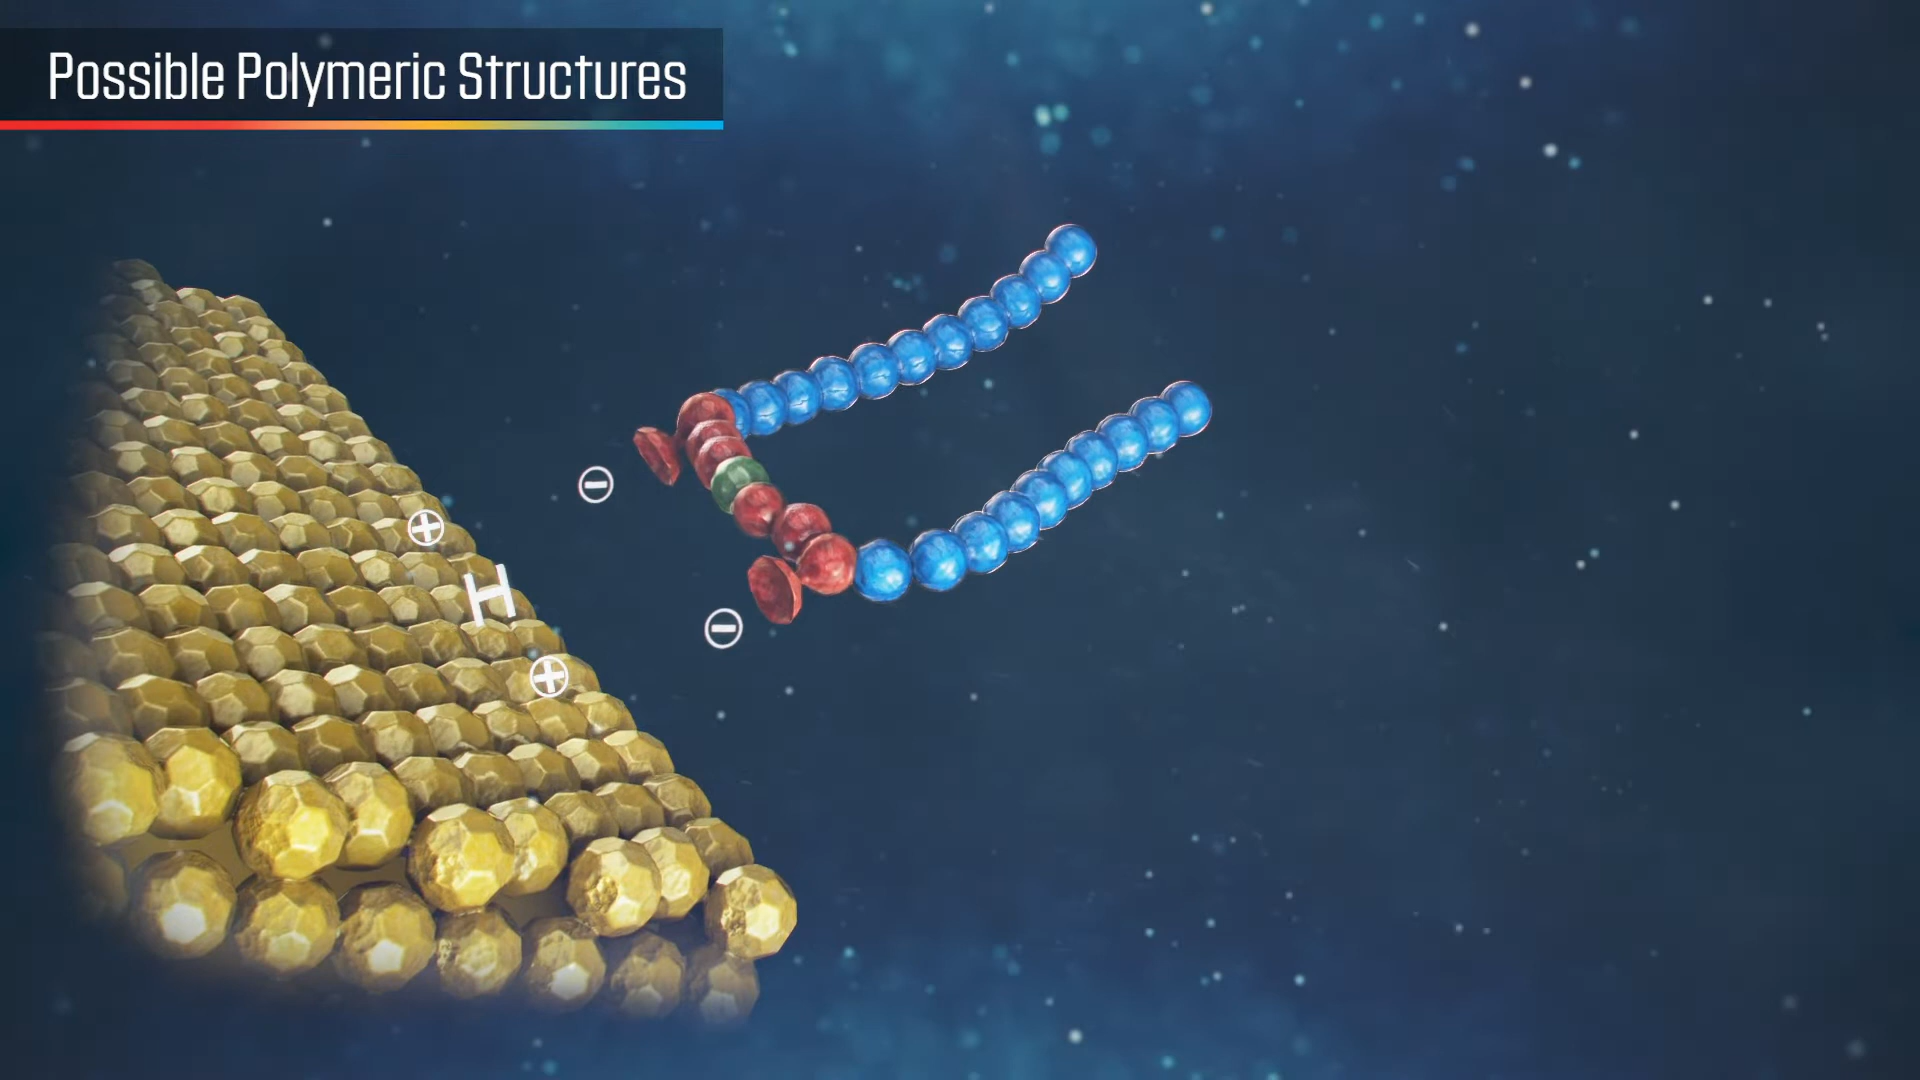 Possible Polymeric Structures
−
+
H
−
+